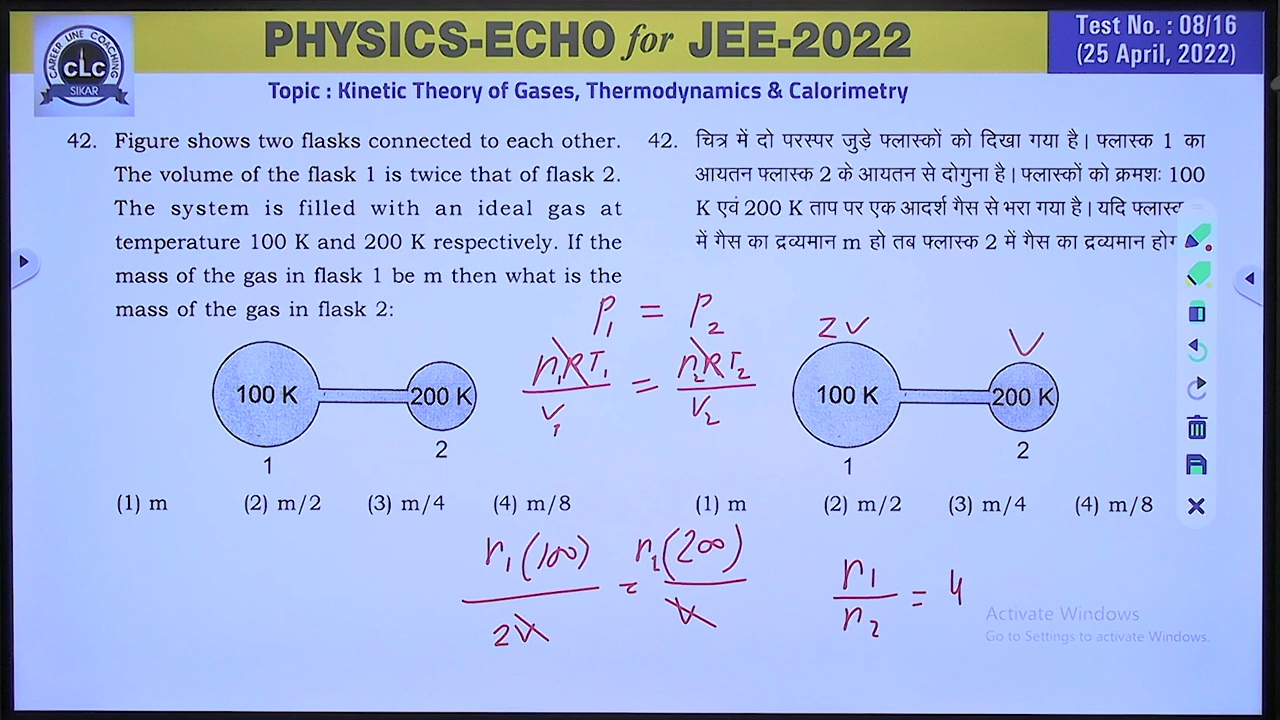 CAREER LINE COACHING
CLC
SIKAR
PHYSICS-ECHO for JEE-2022
Test No. : 08/16
(25 April, 2022)
Topic : Kinetic Theory of Gases, Thermodynamics & Calorimetry
42. Figure shows two flasks connected to each other.
The volume of the flask 1 is twice that of flask 2.
The system is filled with an ideal gas at
temperature 100 K and 200 K respectively. If the
mass of the gas in flask 1 be m then what is the
mass of the gas in flask 2:
100 K
200 K
1
2
(1) m (2) m/2 (3) m/4 (4) m/8
42. चित्र में दो परस्पर जुड़े फ्लास्कों को दिखा गया है। फ्लास्क 1 का
आयतन फ्लास्क 2 के आयतन से दोगुना है। फ्लास्कों को क्रमशः 100
K एवं 200 K ताप पर एक आदर्श गैस से भरा गया है। यदि फ्लास्क
में गैस का द्रव्यमान m हो तब फ्लास्क 2 में गैस का द्रव्यमान होग
2V
V
100 K
200 K
1
2
(1) m (2) m/2 (3) m/4 (4) m/8
P₁ = P₂
n₁RT₁ = n₂RT₂
V₁ V₂
n₁(100) = n₂(200)
2V V
n₁ = 4
n₂
Activate Windows
Go to Settings to activate Windows.